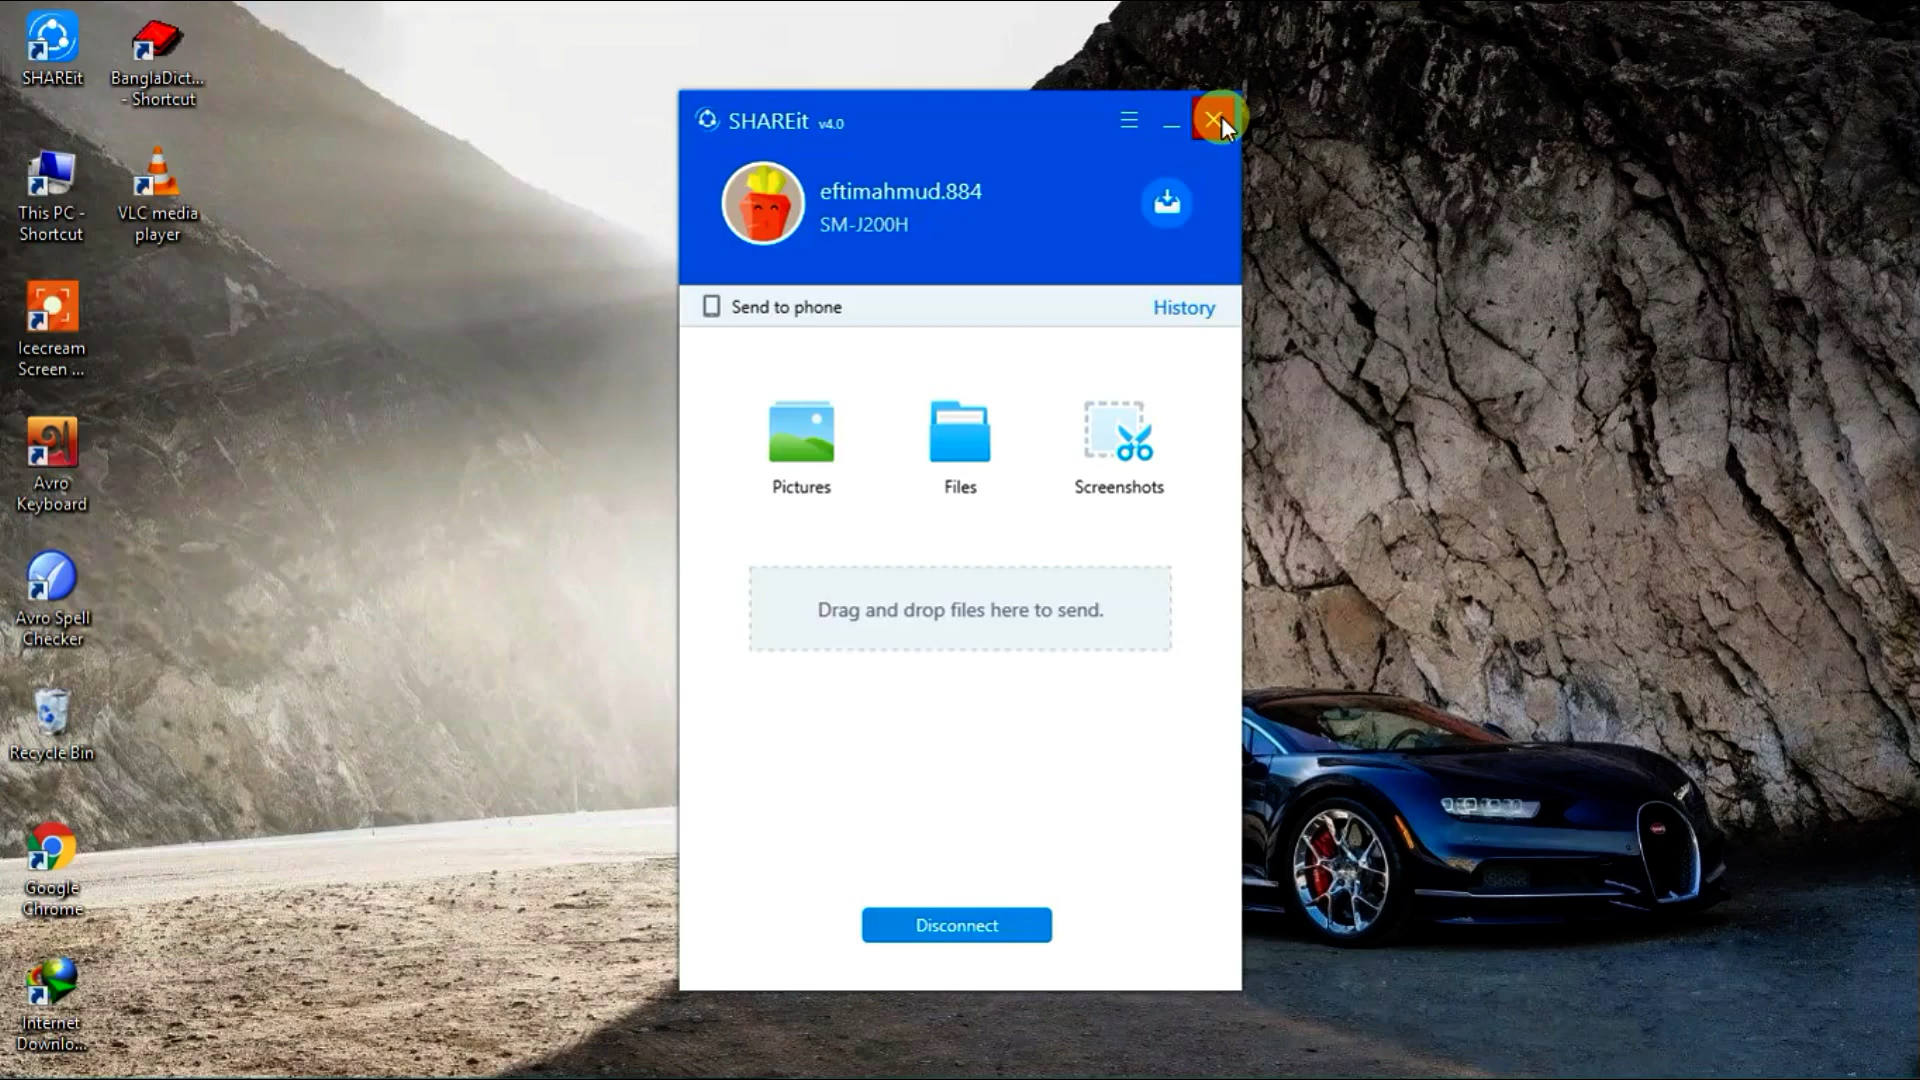 SHAREit
BanglaDict...
- Shortcut
This PC -
Shortcut
VLC media
player
Icecream
Screen ...
Avro
Keyboard
Avro Spell
Checker
Recycle Bin
Google
Chrome
Internet
Downlo...
SHAREit v4.0
eftimahmud.884
SM-J200H
Send to phone
History
Pictures
Files
Screenshots
Drag and drop files here to send.
Disconnect